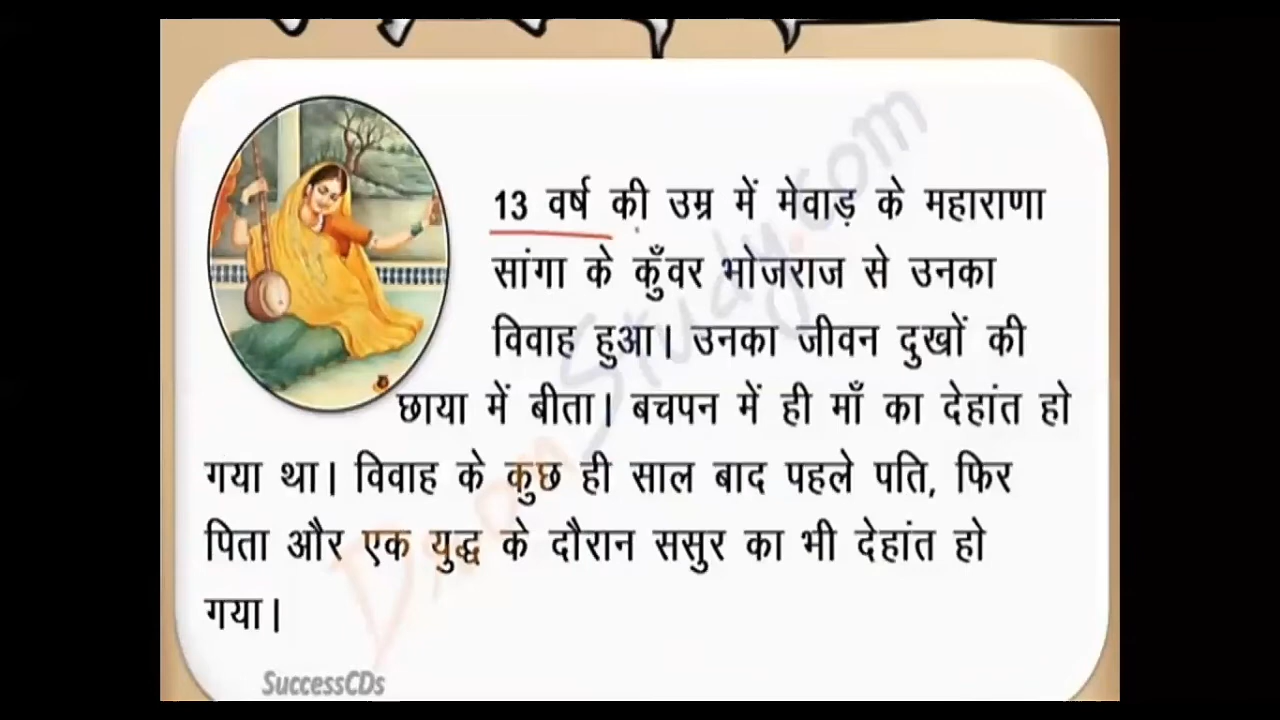 13 वर्ष की उम्र में मेवाड़ के महाराणा
सांगा के कुँवर भोजराज से उनका
विवाह हुआ। उनका जीवन दुखों की
छाया में बीता। बचपन में ही माँ का देहांत हो
गया था। विवाह के कुछ ही साल बाद पहले पति, फिर
पिता और एक युद्ध के दौरान ससुर का भी देहांत हो
गया।
SuccessCDs